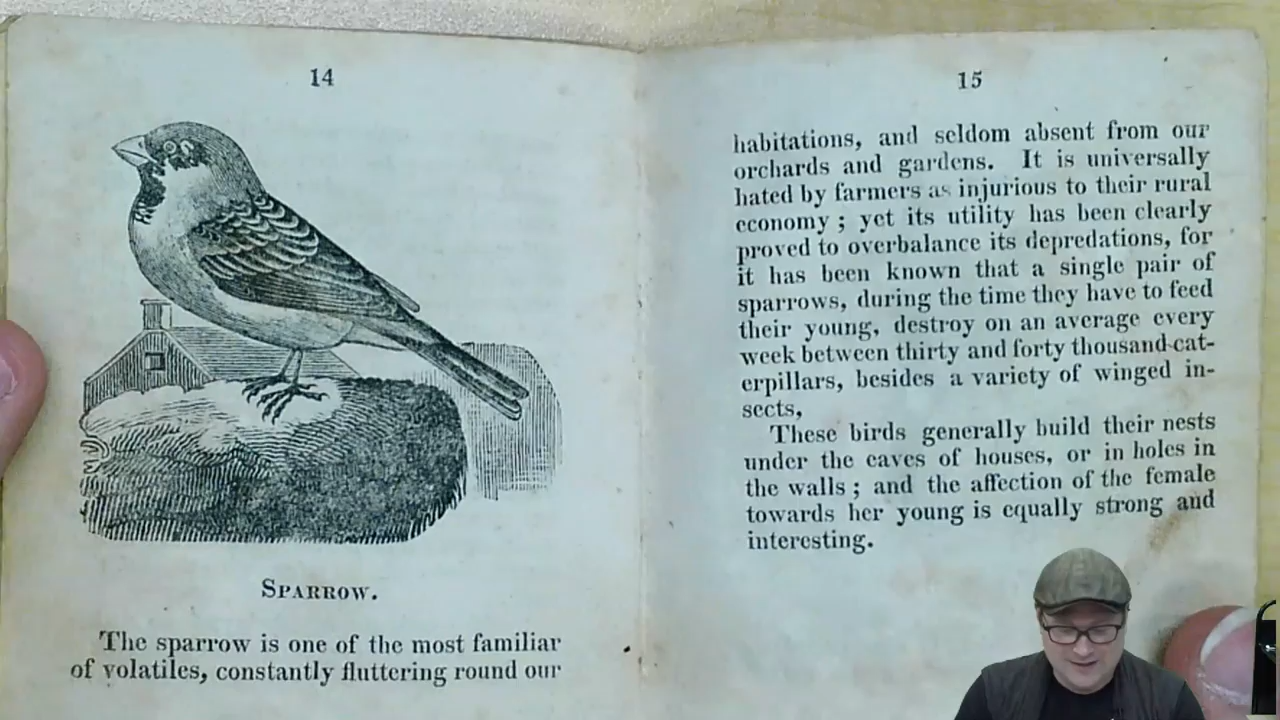 14
SPARROW.
The sparrow is one of the most familiar
of volatiles, constantly fluttering round our
15
habitations, and seldom absent from our
orchards and gardens. It is universally
hated by farmers as injurious to their rural
economy ; yet its utility has been clearly
proved to overbalance its depredations, for
it has been known that a single pair of
sparrows, during the time they have to feed
their young, destroy on an average every
week between thirty and forty thousand cat-
erpillars, besides a variety of winged in-
sects,
These birds generally build their nests
under the eaves of houses, or in holes in
the walls ; and the affection of the female
towards her young is equally strong and
interesting.